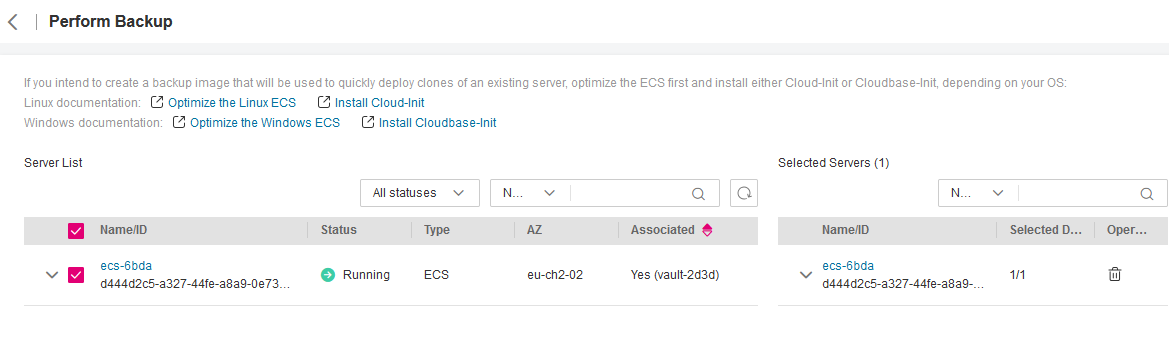 Perform Backup
If you intend to create a backup image that will be used to quickly deploy clones of an existing server, optimize the ECS first and install either Cloud-Init or Cloudbase-Init, depending on your OS:
Linux documentation: Optimize the Linux ECS Install Cloud-Init
Windows documentation: Optimize the Windows ECS Install Cloudbase-Init
Server List
Selected Servers (1)
All statuses N...
N...
Name/ID Status Type AZ Associated
Name/ID Selected D... Oper...
ecs-6bda
d444d2c5-a327-44fe-a8a9-0e73...
Running ECS eu-ch2-02 Yes (vault-2d3d)
ecs-6bda
d444d2c5-a327-44fe-a8a9-...
1/1